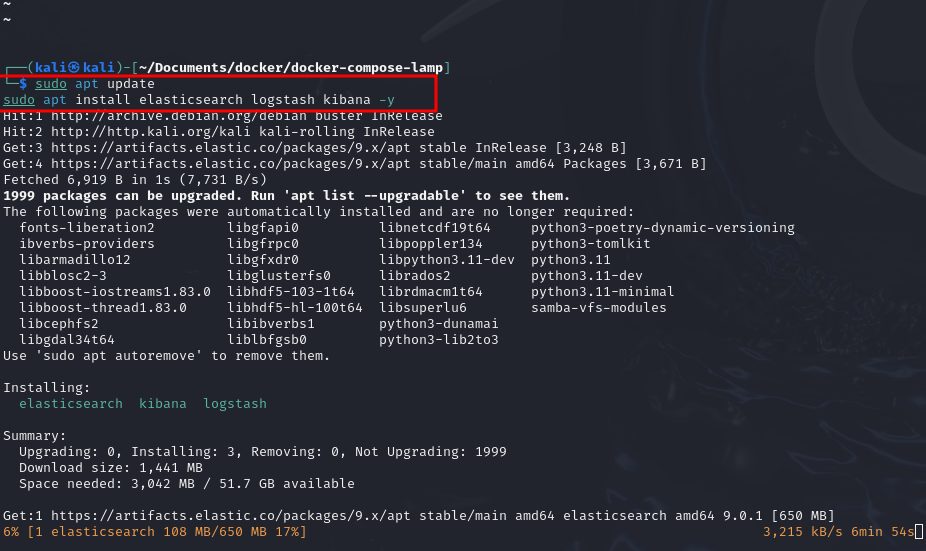 ~
~
┌──(kali㉿kali)-[~/Documents/docker/docker-compose-lamp]
└─$ sudo apt update
sudo apt install elasticsearch logstash kibana -y
Hit:1 http://archive.debian.org/debian buster InRelease
Hit:2 http://http.kali.org/kali kali-rolling InRelease
Get:3 https://artifacts.elastic.co/packages/9.x/apt stable InRelease [3,248 B]
Get:4 https://artifacts.elastic.co/packages/9.x/apt stable/main amd64 Packages [3,671 B]
Fetched 6,919 B in 1s (7,731 B/s)
1999 packages can be upgraded. Run 'apt list --upgradable' to see them.
The following packages were automatically installed and are no longer required:
  fonts-liberation2        libgfapi0          libnetcdf19t64     python3-poetry-dynamic-versioning
  ibverbs-providers        libgfrpc0          libpoppler134      python3-tomlkit
  libarmadillo12           libgfxdr0          libpython3.11-dev  python3.11
  libblosc2-3              libglusterfs0      librados2          python3.11-dev
  libboost-iostreams1.83.0 libhdf5-103-1t64   librdmacm1t64      python3.11-minimal
  libboost-thread1.83.0    libhdf5-hl-100t64  libsuperlu6        samba-vfs-modules
  libcephfs2               libibverbs1        python3-dunamai
  libgdal34t64             liblbfgsb0         python3-lib2to3
Use 'sudo apt autoremove' to remove them.
Installing:
  elasticsearch  kibana  logstash
Summary:
  Upgrading: 0, Installing: 3, Removing: 0, Not Upgrading: 1999
  Download size: 1,441 MB
  Space needed: 3,042 MB / 51.7 GB available
Get:1 https://artifacts.elastic.co/packages/9.x/apt stable/main amd64 elasticsearch amd64 9.0.1 [650 MB]
6% [1 elasticsearch 108 MB/650 MB 17%]                    3,215 kB/s 6min 54s